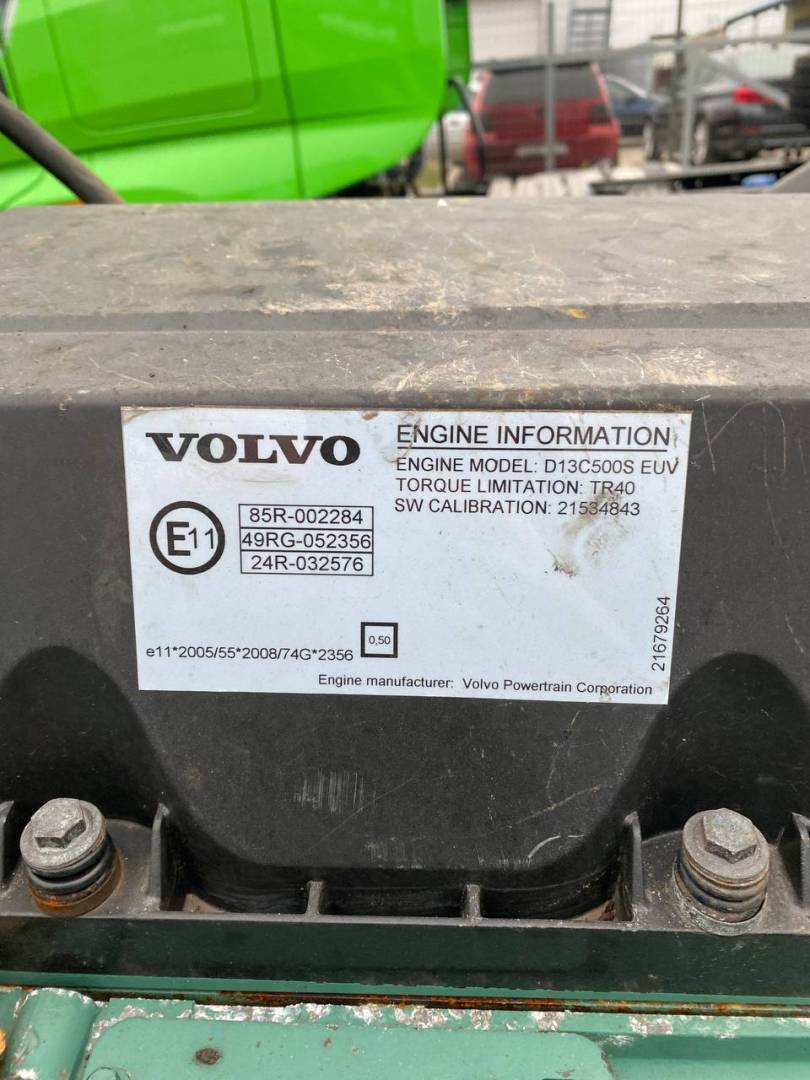 VOLVO
ENGINE INFORMATION
ENGINE MODEL: D13C500S EUV
TORQUE LIMITATION: TR40
SW CALIBRATION: 21534843
E11
85R-002284
49RG-052356
24R-032576
e11*2005/55*2008/74G*2356
0,50
21679264
Engine manufacturer: Volvo Powertrain Corporation